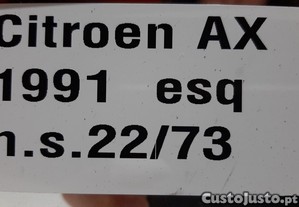 Citroen AX
1991 esq
n.s.22/73
CustoJusto.pt